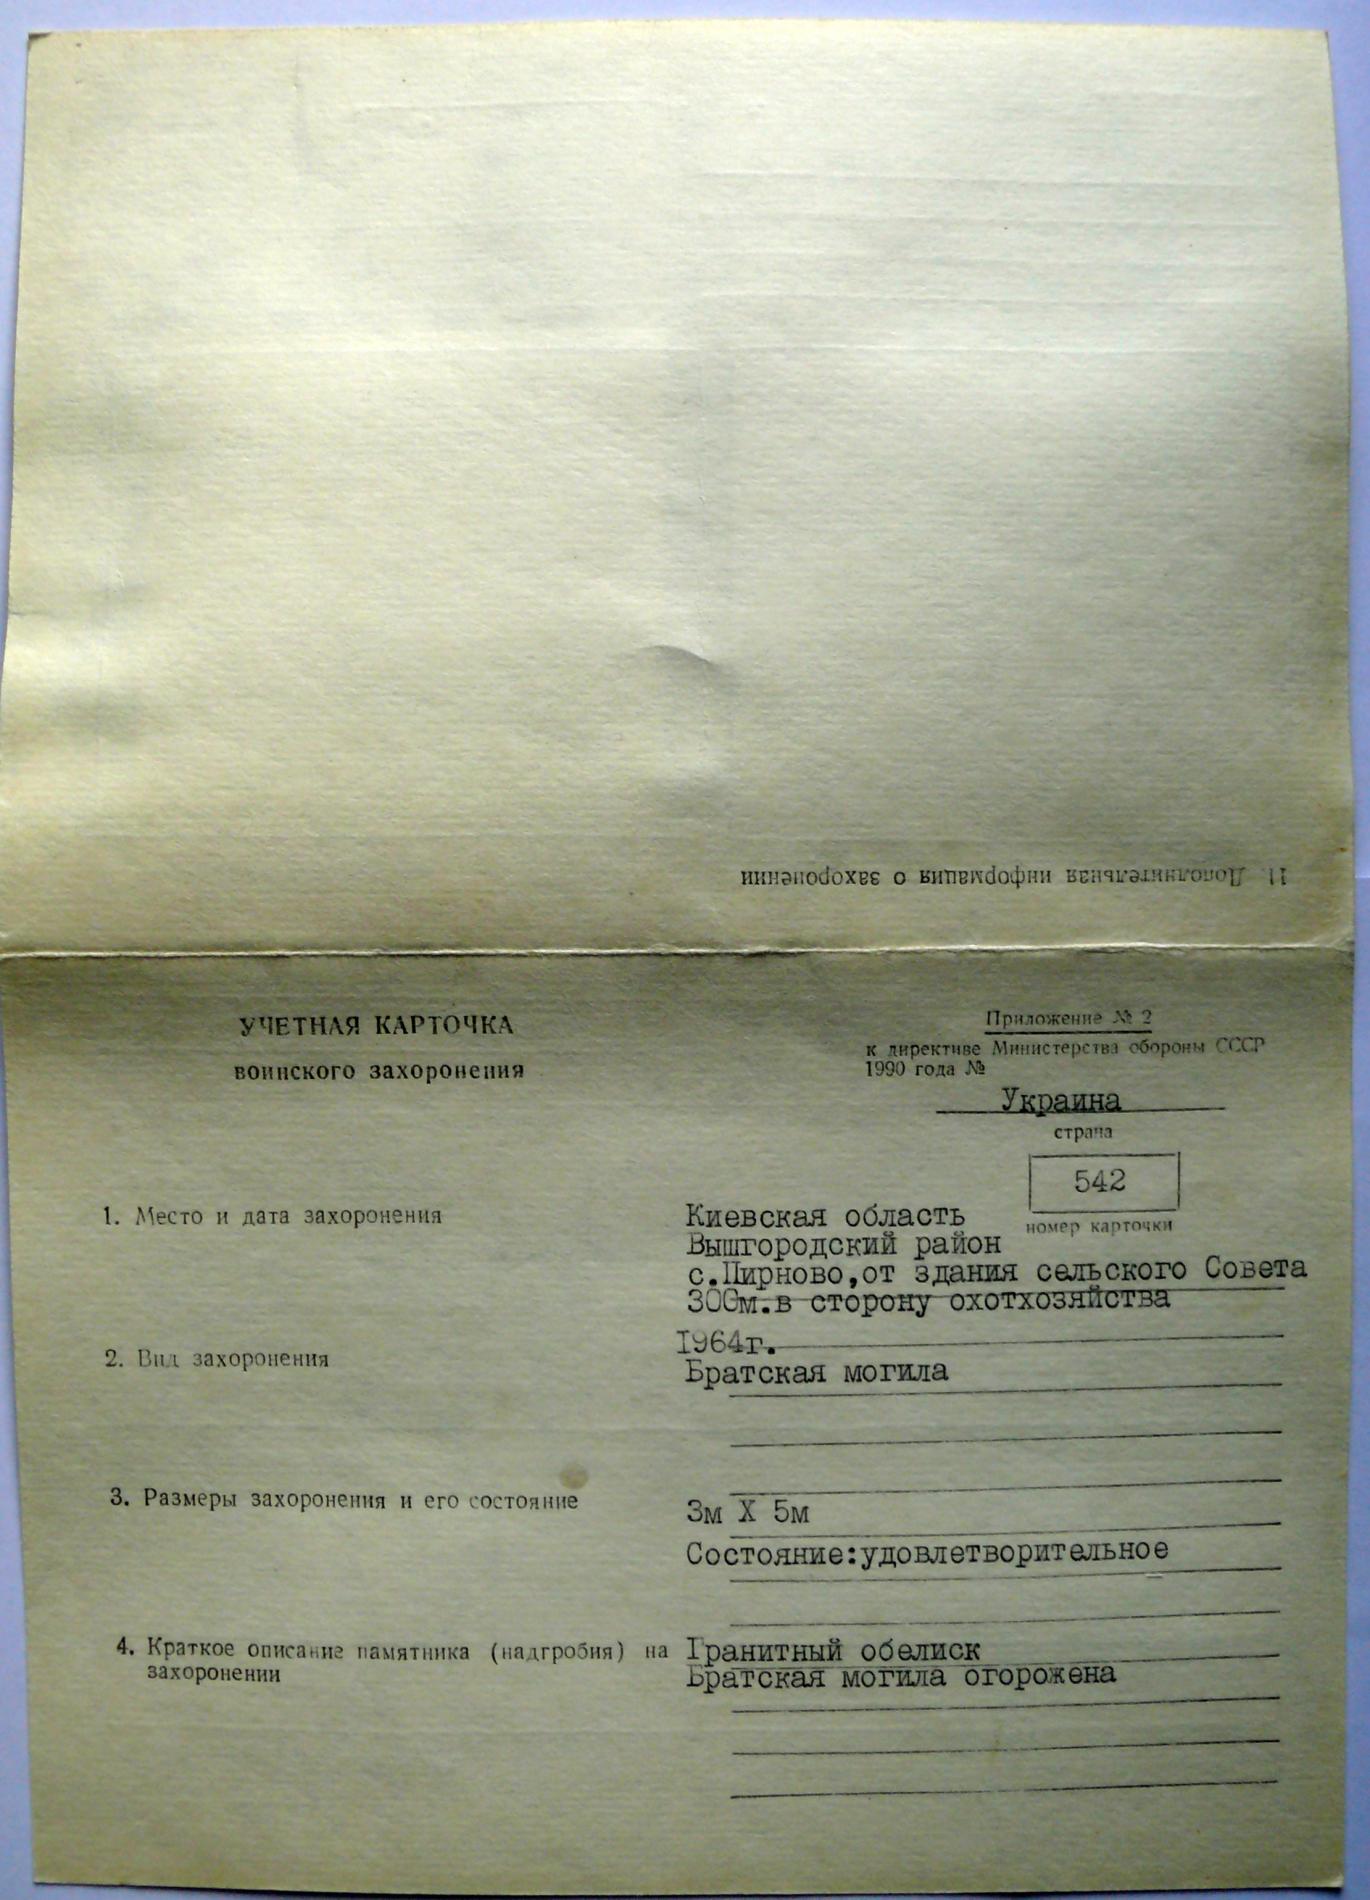 11. Дополнительная информация о захоронении
УЧЕТНАЯ КАРТОЧКА
воинского захоронения
Приложение № 2
к директиве Министерства обороны СССР
1990 года №
Украина
страна
542
номер карточки
1. Место и дата захоронения
Киевская область
Вышгородский район
с.Пирново,от здания сельского Совета
300м.в сторону охотхозяйства
1964г.
2. Вид захоронения
Братская могила
3. Размеры захоронения и его состояние
3м Х 5м
Состояние:удовлетворительное
4. Краткое описание памятника (надгробия) на
захоронении
Гранитный обелиск
Братская могила огорожена